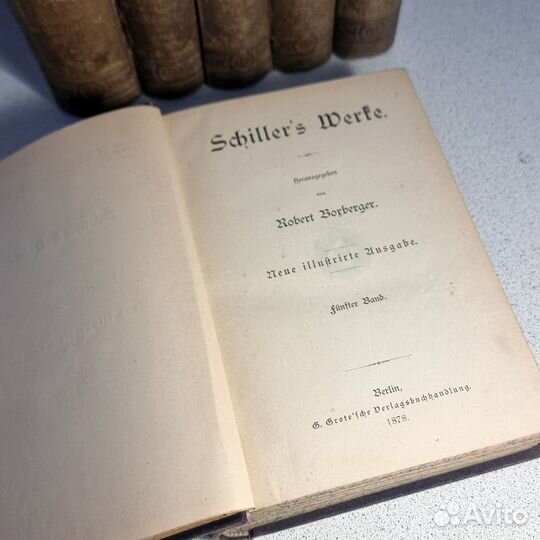 Schiller's Werke.
Herausgegeben
von
Robert Boxberger.
Neue illustrirte Ausgabe.
Fünfter Band.
Berlin,
G. Grote'sche Verlagsbuchhandlung.
1878.
Avito